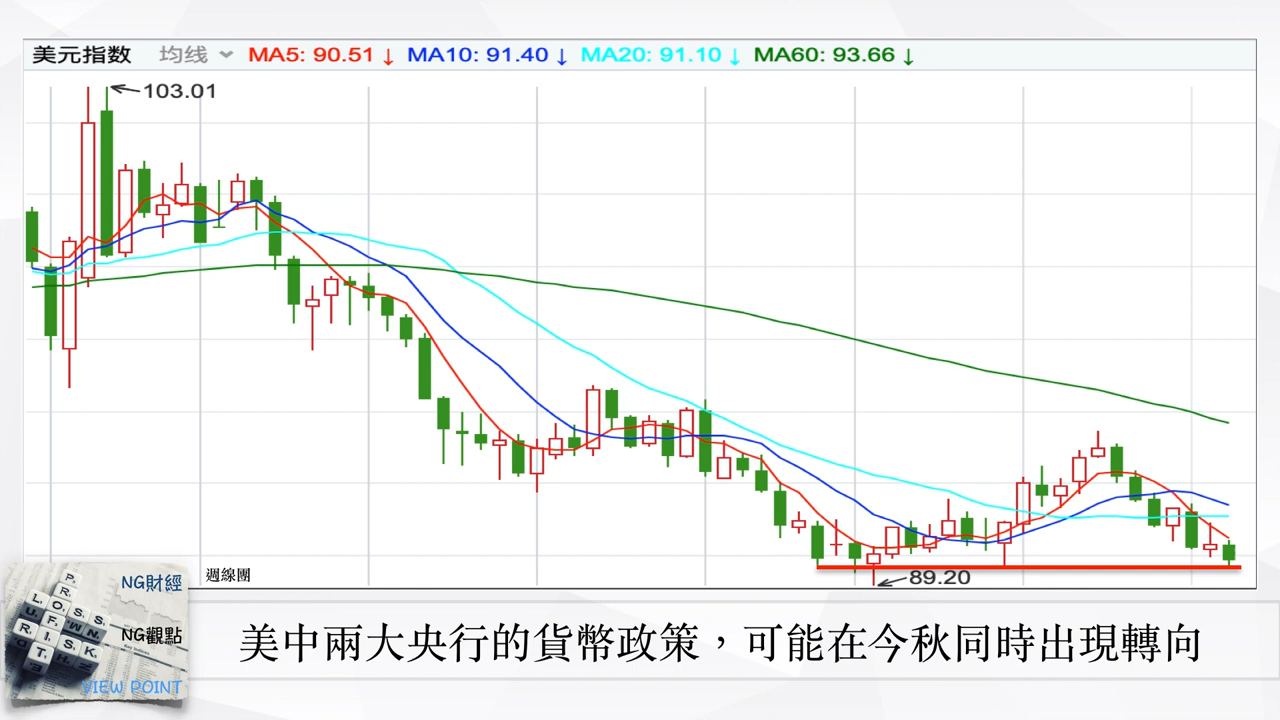 美元指数 均线 MA5: 90.51 ↓ MA10: 91.40 ↓ MA20: 91.10 ↓ MA60: 93.66 ↓
103.01
89.20
週線團
NG財經
NG觀點
VIEW POINT
美中兩大央行的貨幣政策，可能在今秋同時出現轉向